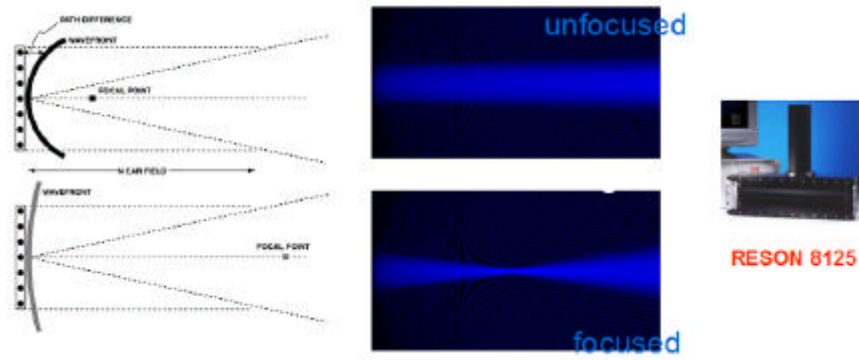 PATH DIFFERENCE
WAVEFRONT
FOCAL POINT
NEAR FIELD
WAVEFRONT
FOCAL POINT
unfocused
focused
RESON 8125